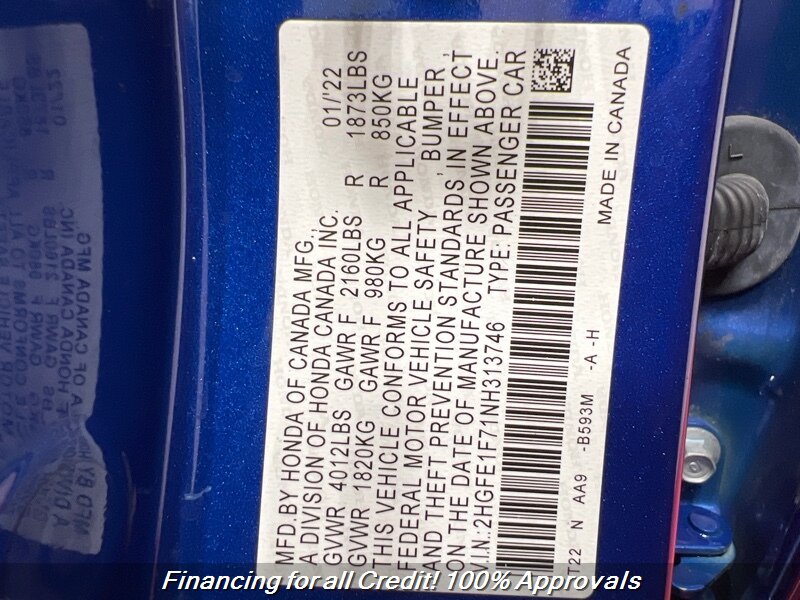 MFD.BY HONDA OF CANADA MFG.,
A DIVISION OF HONDA CANADA INC. 01/'22
GVWR 4012LBS GAWR F 2160LBS R 1873LBS
GVWR 1820KG GAWR F 980KG R 850KG
THIS VEHICLE CONFORMS TO ALL APPLICABLE
FEDERAL MOTOR VEHICLE SAFETY, BUMPER,
AND THEFT PREVENTION STANDARDS IN EFFECT
ON THE DATE OF MANUFACTURE SHOWN ABOVE.
V.I.N.:2HGFE1F71NH313746 TYPE: PASSENGER CAR
T22 N AA9 -B593M -A -H
MADE IN CANADA
L
Financing for all Credit! 100% Approvals